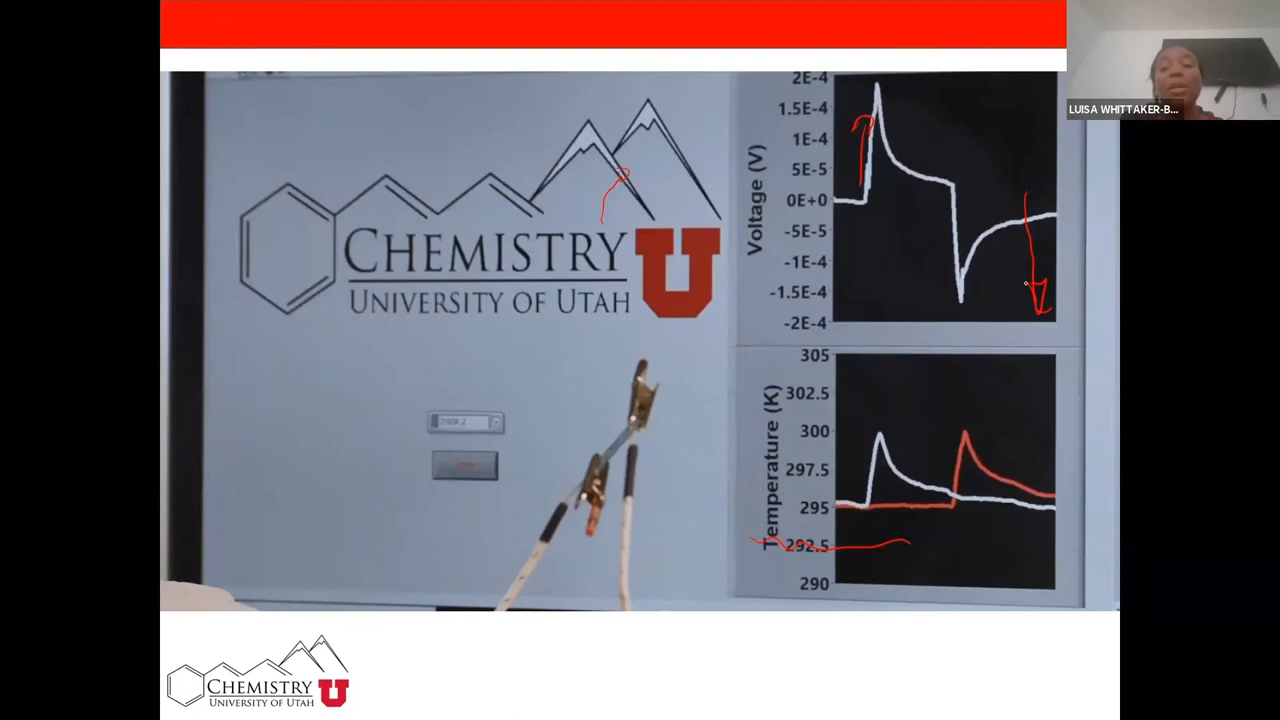 LUISA WHITTAKER-B...
CHEMISTRY
UNIVERSITY OF UTAH
U
Voltage (V)
2E-4
1.5E-4
1E-4
5E-5
0E+0
-5E-5
-1E-4
-1.5E-4
-2E-4
Temperature (K)
305
302.5
300
297.5
295
292.5
290
CHEMISTRY
UNIVERSITY OF UTAH
U